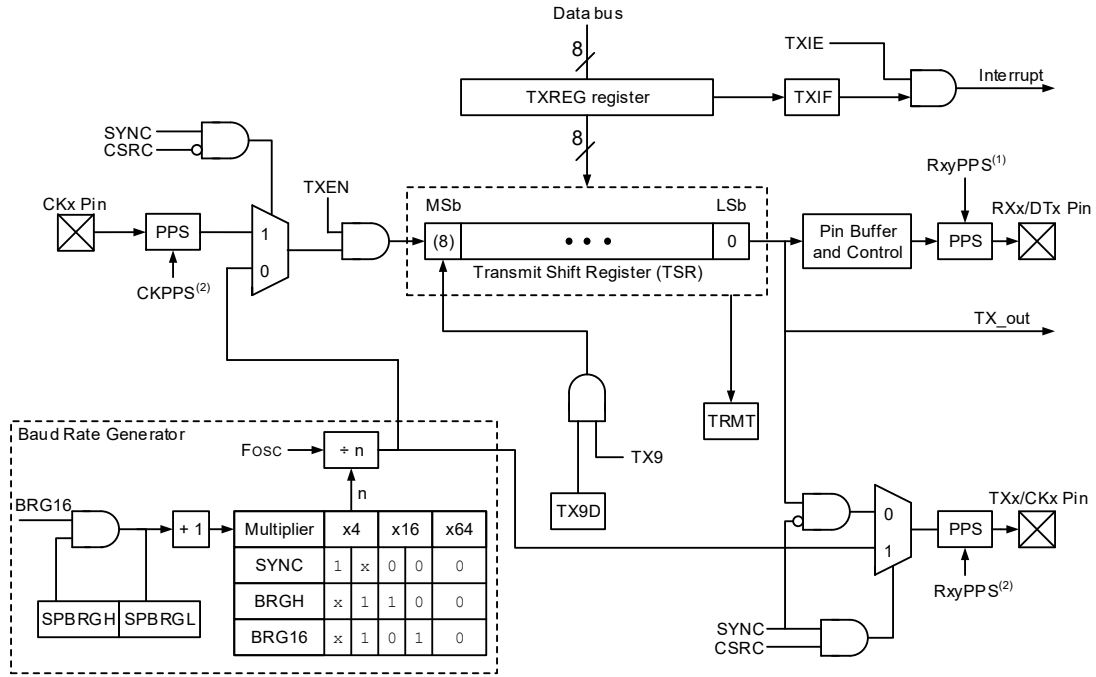 Data bus
8
TXIE
Interrupt
TXREG register
TXIF
SYNC
CSRC
8
RxyPPS(1)
TXEN
CKx Pin
MSb
LSb
RXx/DTx Pin
PPS
1
(8)
• • •
0
Pin Buffer
and Control
PPS
0
Transmit Shift Register (TSR)
CKPPS(2)
TX_out
TRMT
Baud Rate Generator
FOSC
÷ n
TX9
n
TX9D
BRG16
+ 1
Multiplier x4 x16 x64
SYNC 1 x 0 0 0
BRGH x 1 1 0 0
BRG16 x 1 0 1 0
SPBRGH SPBRGL
TXx/CKx Pin
0
PPS
1
RxyPPS(2)
SYNC
CSRC